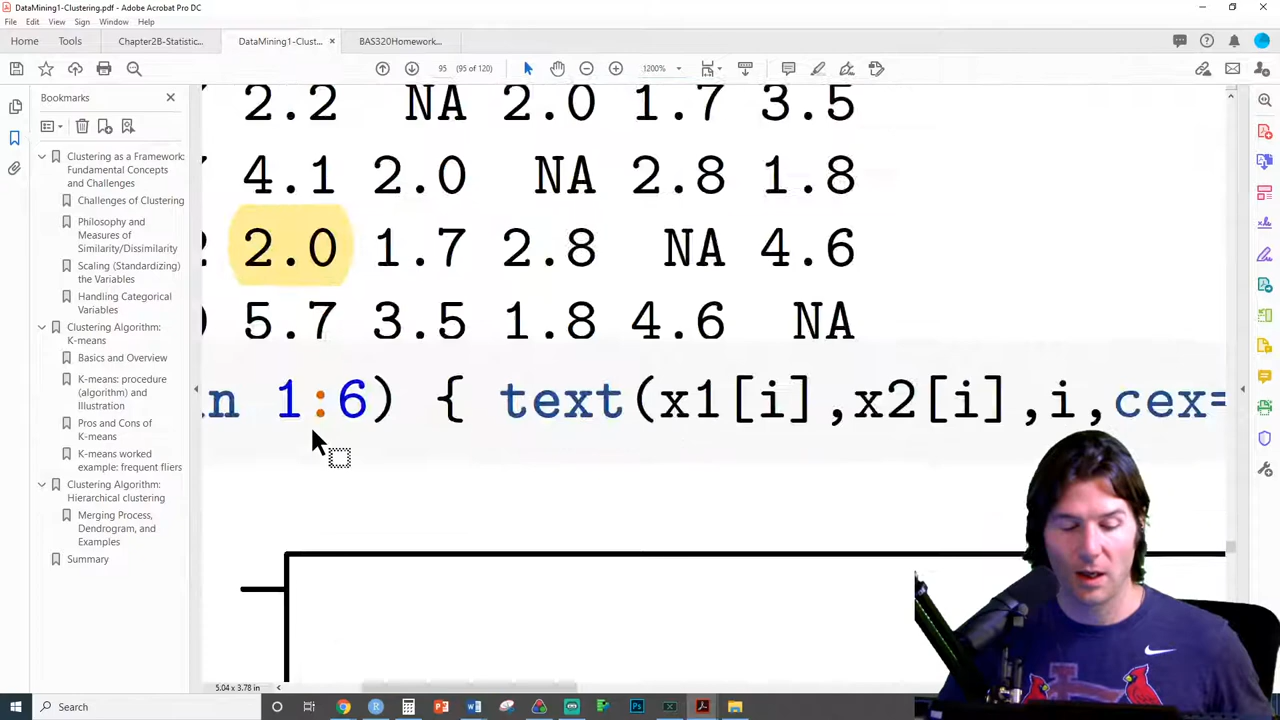 DataMining1-Clustering.pdf - Adobe Acrobat Pro DC
File Edit View Sign Window Help
Home Tools Chapter2B-Statistic... DataMining1-Clust... × BAS320Homework...
95 (95 of 120) 1200%
Bookmarks
Clustering as a Framework:
Fundamental Concepts
and Challenges
Challenges of Clustering
Philosophy and
Measures of
Similarity/Dissimilarity
Scaling (Standardizing)
the Variables
Handling Categorical
Variables
Clustering Algorithm:
K-means
Basics and Overview
K-means: procedure
(algorithm) and
Illustration
Pros and Cons of
K-means
K-means worked
example: frequent fliers
Clustering Algorithm:
Hierarchical clustering
Merging Process,
Dendrogram, and
Examples
Summary
2.2 NA 2.0 1.7 3.5
4.1 2.0 NA 2.8 1.8
2.0 1.7 2.8 NA 4.6
5.7 3.5 1.8 4.6 NA
1:6) { text(x1[i],x2[i],i,cex=
5.04 x 3.78 in
Search